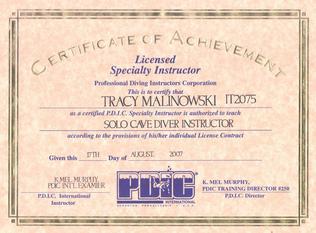 CERTIFICATE OF ACHIEVEMENT
Licensed
Specialty Instructor
Professional Diving Instructors Corporation
This is to certify that
TRACY MALINOWSKI IT2075
as a certified P.D.I.C. Specialty Instructor is authorized to teach
SOLO CAVE DIVER INSTRUCTOR
according to the provisions of his/her individual License Contract
Given this 17TH Day of AUGUST, 2007
K. MEL MURPHY,
PDIC INT'L EXAMIER
P.D.I.C. International
Instructor
PDIC
INTERNATIONAL
K. MEL MURPHY,
PDIC TRAINING DIRECTOR #250
P.D.I.C. Director